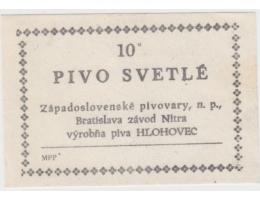 10°
PIVO SVETLÉ
Západoslovenské pivovary, n. p.,
Bratislava závod Nitra
výrobňa piva HLOHOVEC
MPP